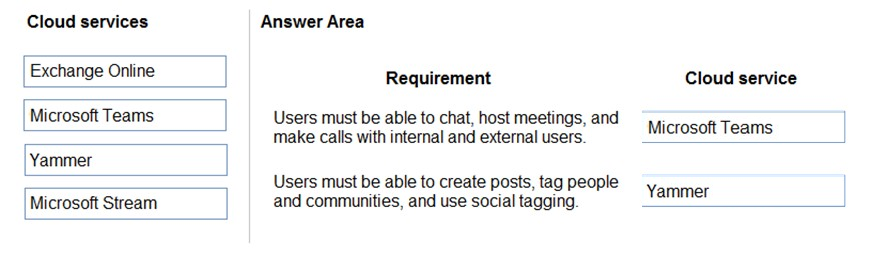 Cloud services
Exchange Online
Microsoft Teams
Yammer
Microsoft Stream
Answer Area
Requirement
Cloud service
Users must be able to chat, host meetings, and
make calls with internal and external users.
Microsoft Teams
Users must be able to create posts, tag people
and communities, and use social tagging.
Yammer